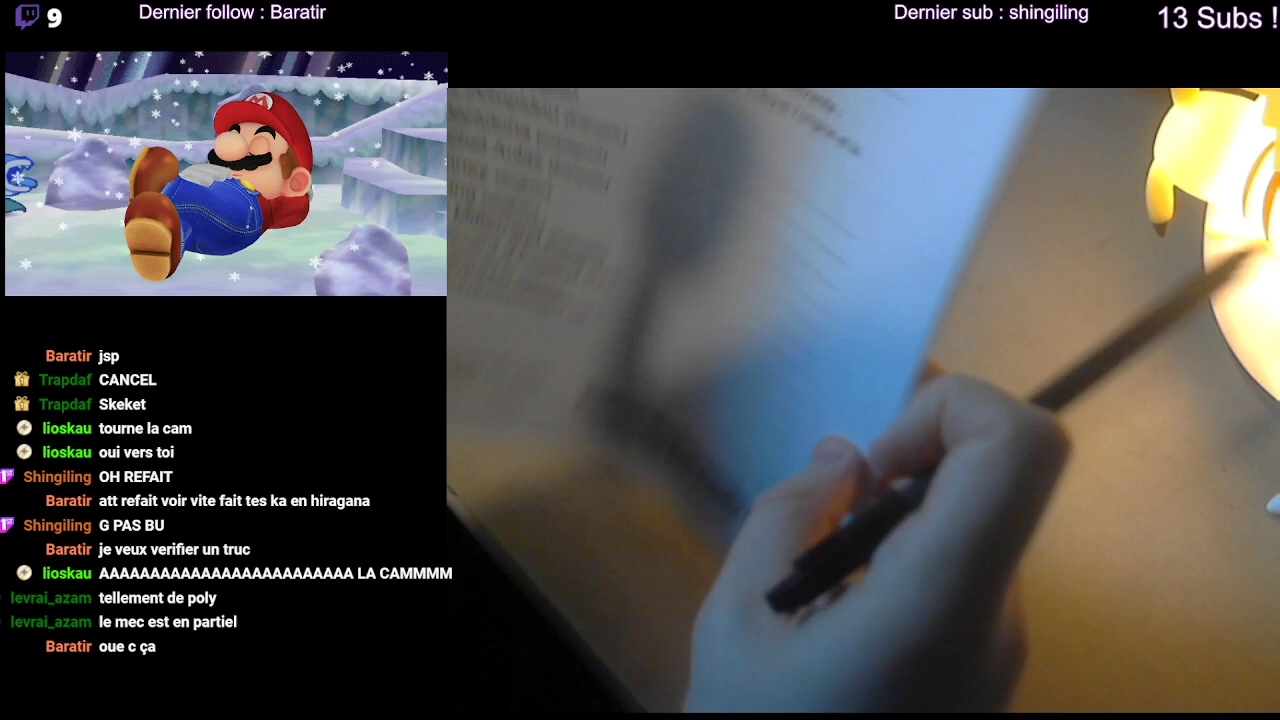 9
Dernier follow : Baratir
Dernier sub : shingiling
13 Subs !
M
Baratir jsp
Trapdaf CANCEL
Trapdaf Skeket
lioskau tourne la cam
lioskau oui vers toi
Shingiling OH REFAIT
Baratir att refait voir vite fait tes ka en hiragana
Shingiling G PAS BU
Baratir je veux verifier un truc
lioskau AAAAAAAAAAAAAAAAAAAAAAAAA LA CAMMMM
levrai_azam tellement de poly
levrai_azam le mec est en partiel
Baratir oue c ça